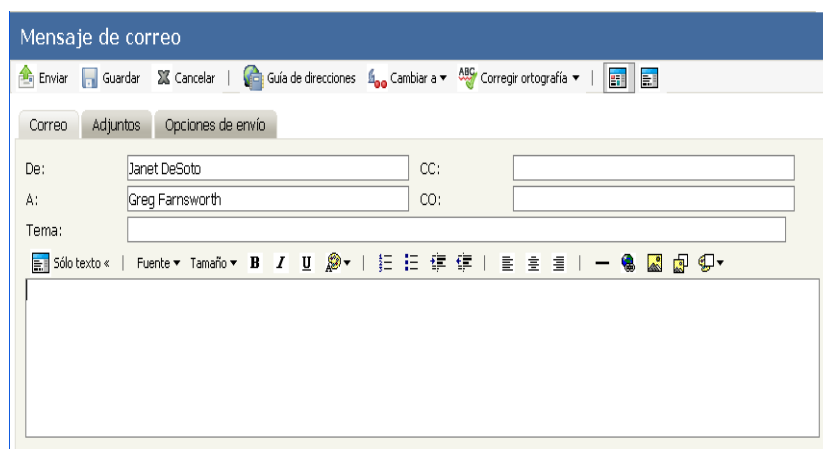 Mensaje de correo
Enviar Guardar Cancelar | Guía de direcciones Cambiar a ABC Corregir ortografía |
Correo Adjuntos Opciones de envío
De: Janet DeSoto CC:
A: Greg Farnsworth CO:
Tema:
Sólo texto « | Fuente Tamaño B I U | | |